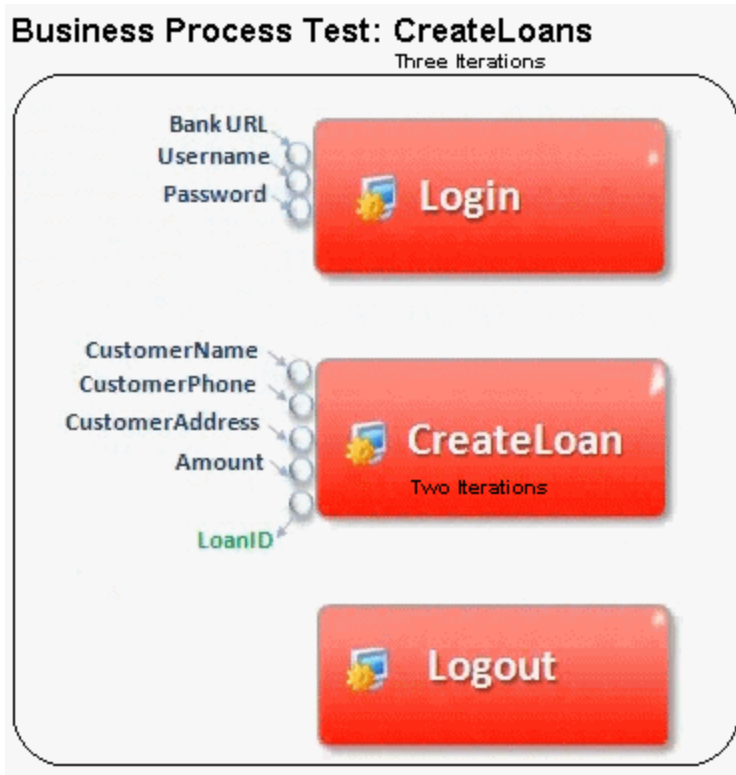 Business Process Test: CreateLoans
Three Iterations
Bank URL
Username
Password
Login
CustomerName
CustomerPhone
CustomerAddress
Amount
LoanID
CreateLoan
Two Iterations
Logout